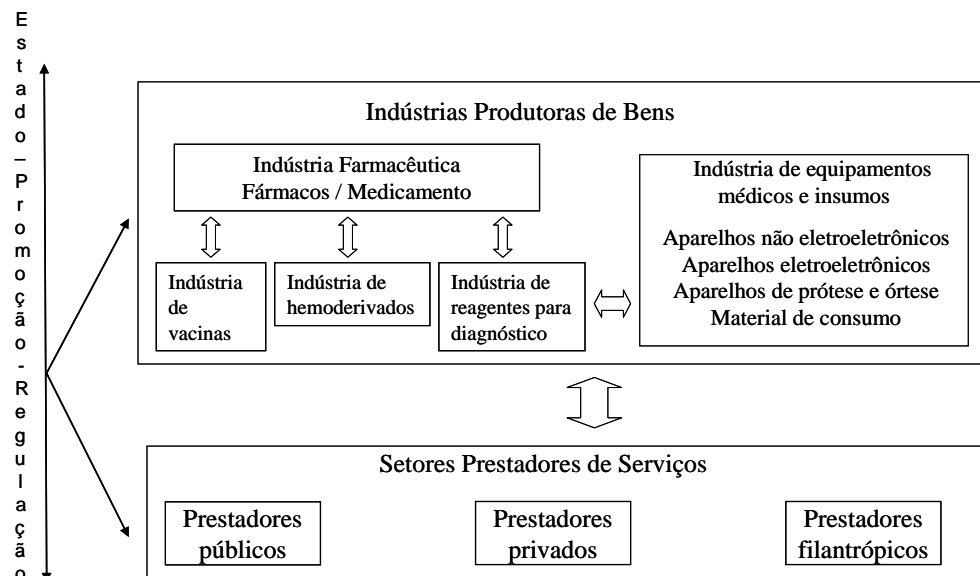 Estado–Promoção-Regulação
Indústrias Produtoras de Bens
Indústria Farmacêutica
Fármacos / Medicamento
Indústria de equipamentos
médicos e insumos
Aparelhos não eletroeletrônicos
Aparelhos eletroeletrônicos
Aparelhos de prótese e órtese
Material de consumo
Indústria
de
vacinas
Indústria de
hemoderivados
Indústria de
reagentes para
diagnóstico
Setores Prestadores de Serviços
Prestadores
públicos
Prestadores
privados
Prestadores
filantrópicos